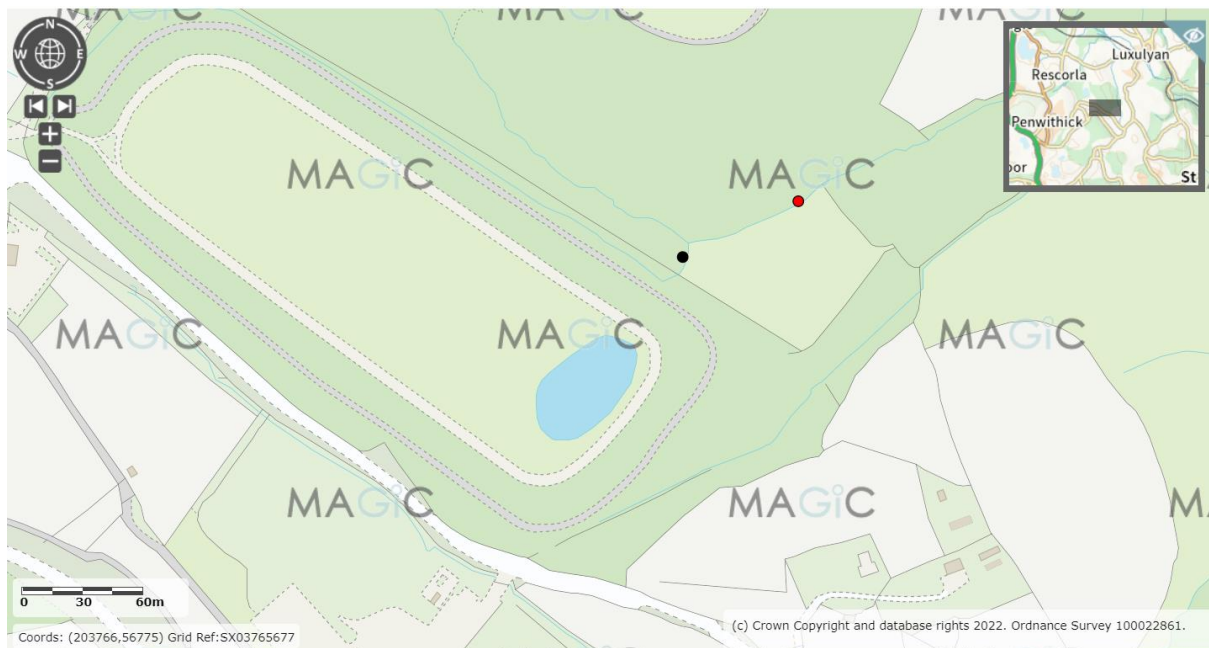 MAGiC
MAGiC
MAGiC
N
W
E
S
Luxulyan
Rescorla
Penwithick
St
MAGiC
MAGiC
MAGiC
MAGiC
MAGiC
MAGiC
MAGiC
M
0 30 60m
Coords: (203766,56775) Grid Ref:SX03765677
(c) Crown Copyright and database rights 2022. Ordnance Survey 100022861.